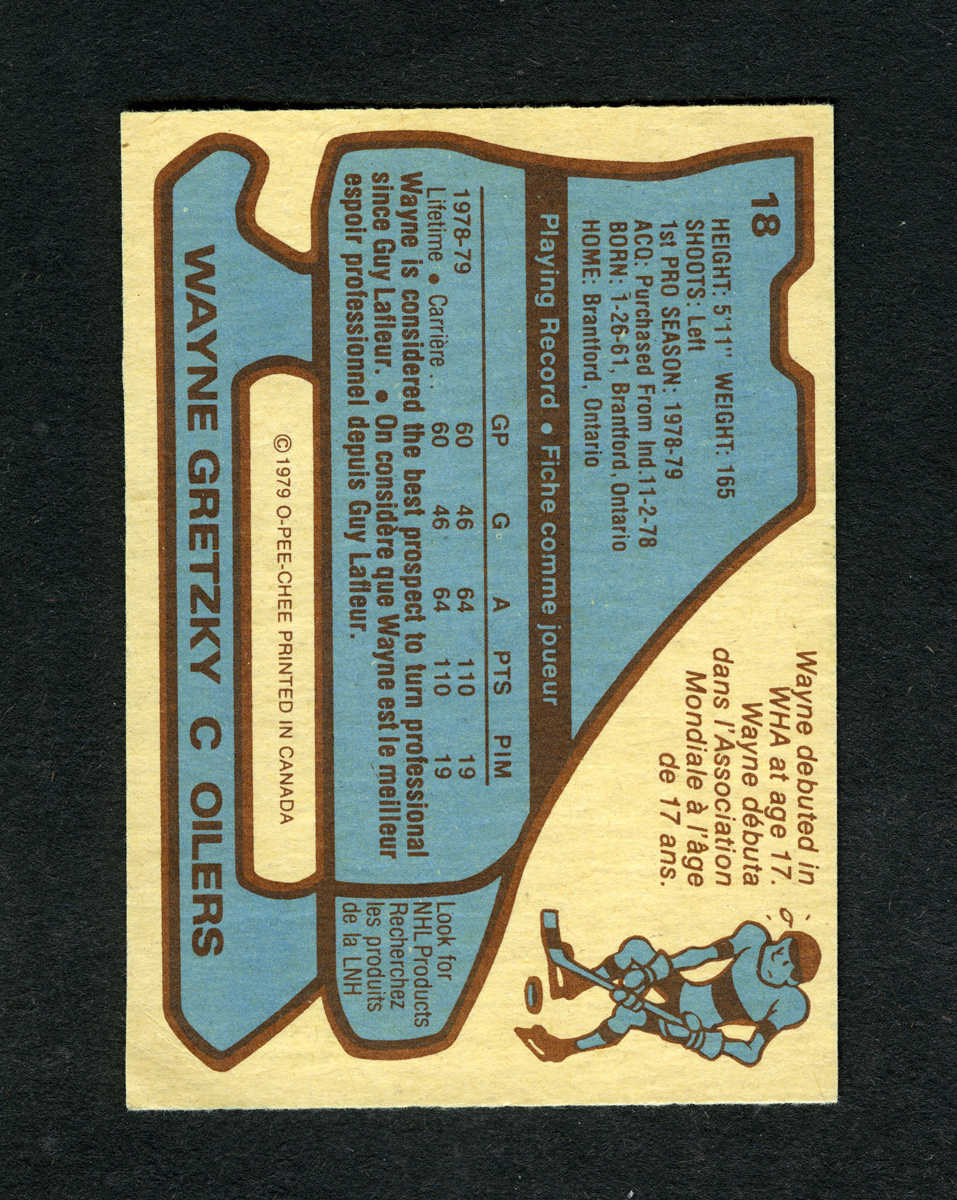 18
HEIGHT: 5'11" WEIGHT: 165
SHOOTS: Left
1st PRO SEASON: 1978-79
ACQ: Purchased From Ind. 11-2-78
BORN: 1-26-61, Brantford, Ontario
HOME: Brantford, Ontario
Wayne debuted in
WHA at age 17.
Wayne débuta
dans l'Association
Mondiale à l'âge
de 17 ans.
Playing Record • Fiche comme joueur
GP G A PTS PIM
1978-79 60 46 64 110 19
Lifetime • Carrière .. 60 46 64 110 19
Wayne is considered the best prospect to turn professional
since Guy Lafleur. • On considère que Wayne est le meilleur
espoir professionnel depuis Guy Lafleur.
Look for
NHL Products
Recherchez
les produits
de la LNH
© 1979 O-PEE-CHEE PRINTED IN CANADA
WAYNE GRETZKY C OILERS